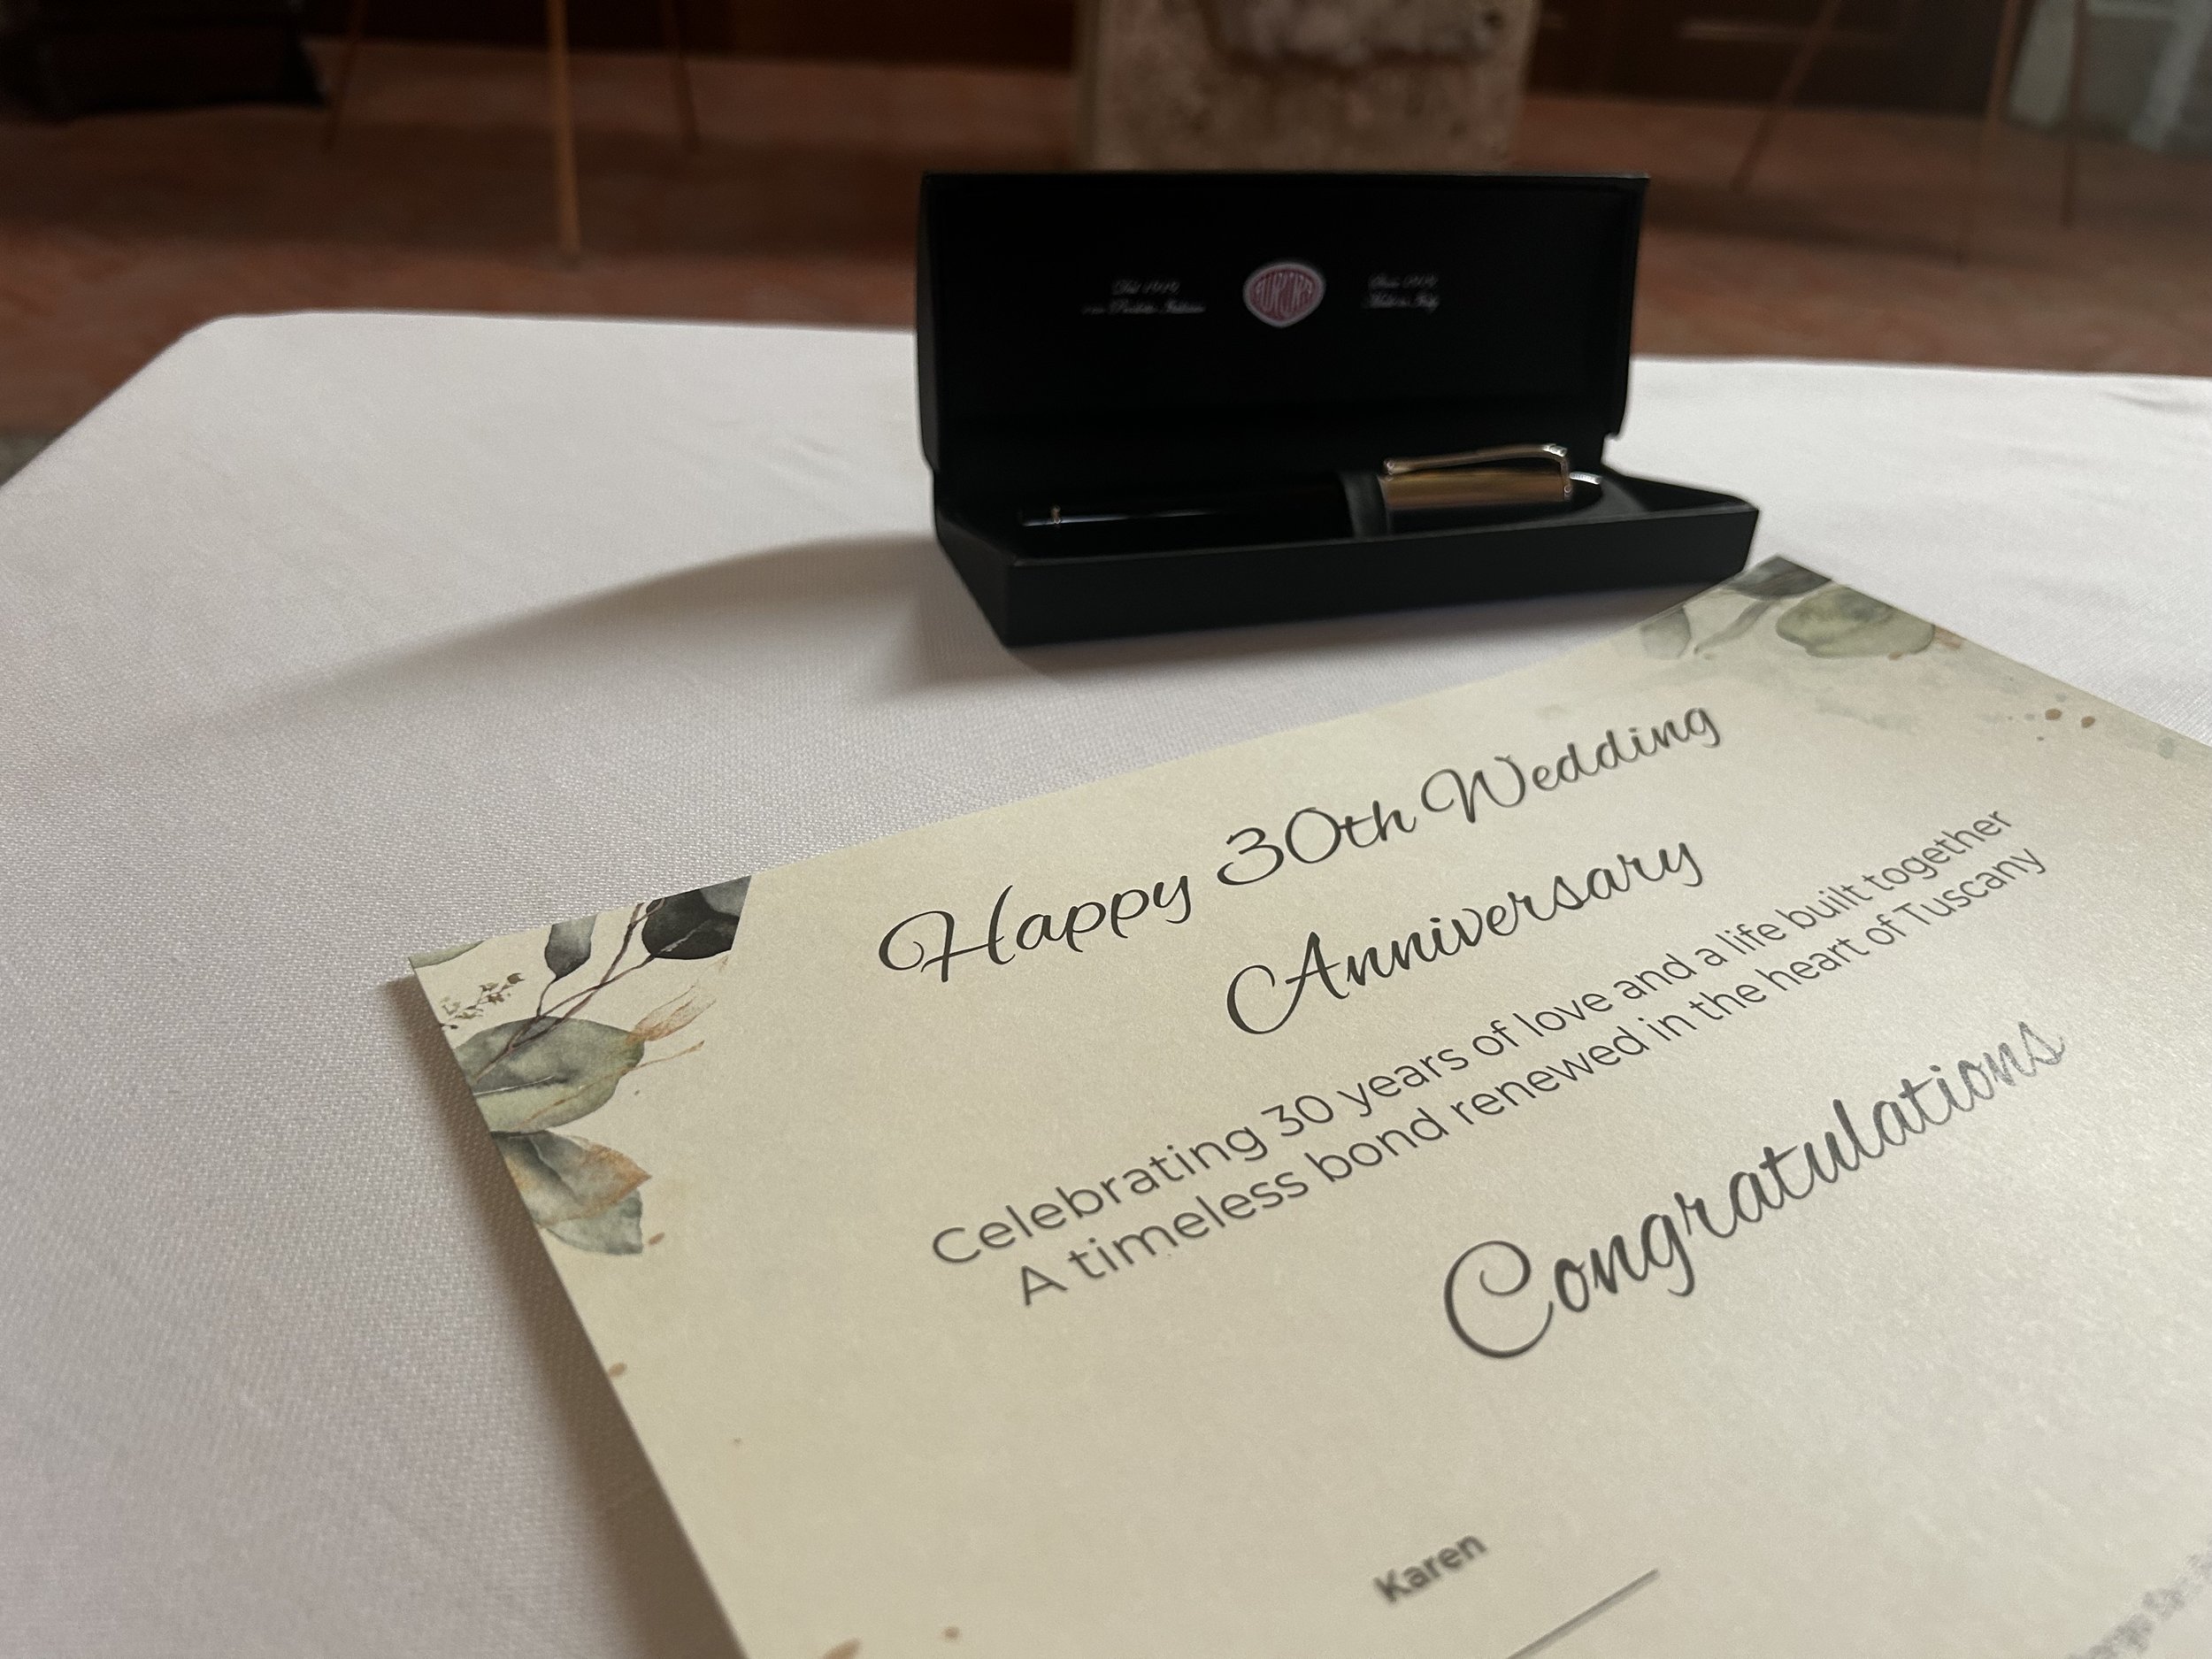 AURORA
Happy 30th Wedding
Anniversary
Celebrating 30 years of love and a life built together
A timeless bond renewed in the heart of Tuscany
Congratulations
Karen